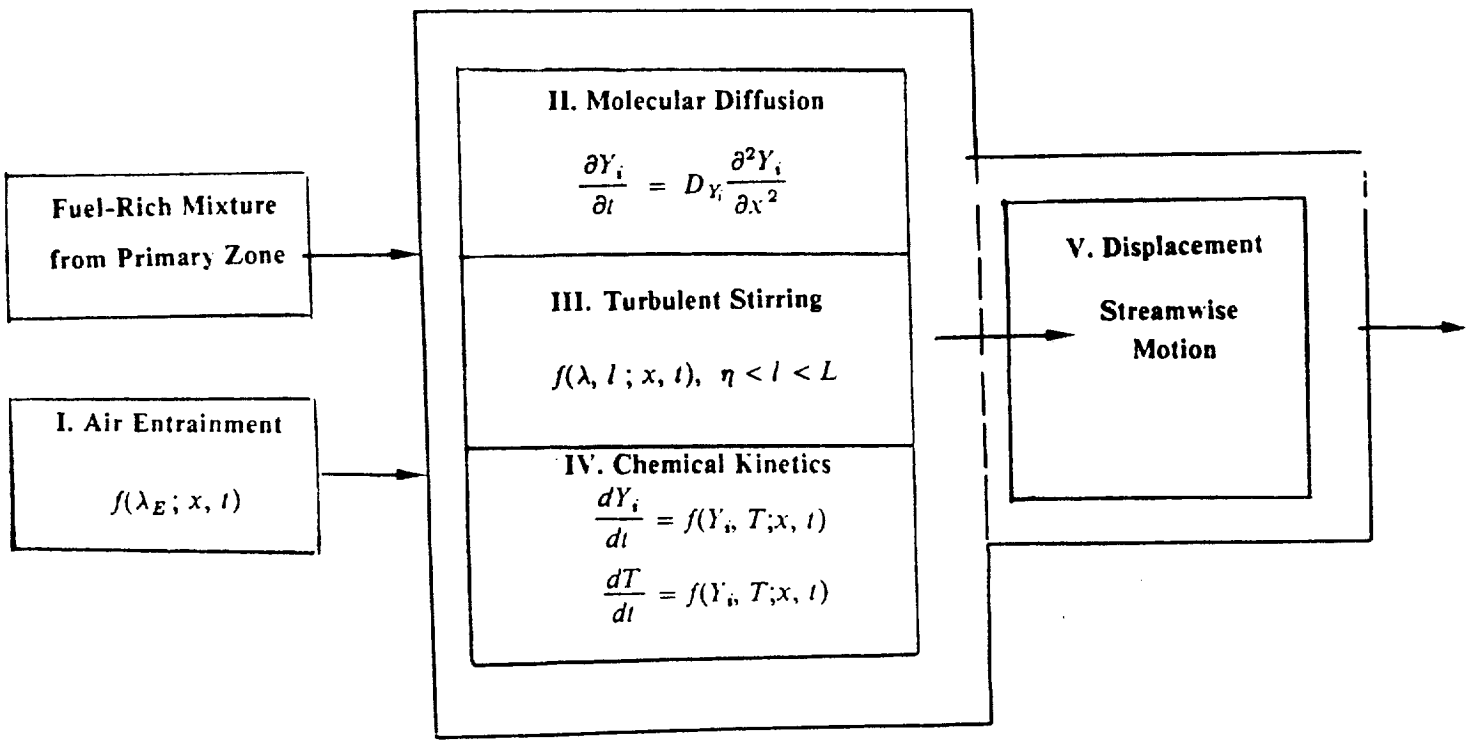 Fuel-Rich Mixture
from Primary Zone
I. Air Entrainment
f(λ_E ; x, t)
II. Molecular Diffusion
∂Y_i/∂t = D_{Y_i} ∂²Y_i/∂x²
III. Turbulent Stirring
f(λ, l ; x, t), η < l < L
IV. Chemical Kinetics
dY_i/dt = f(Y_i, T;x, t)
dT/dt = f(Y_i, T;x, t)
V. Displacement
Streamwise
Motion